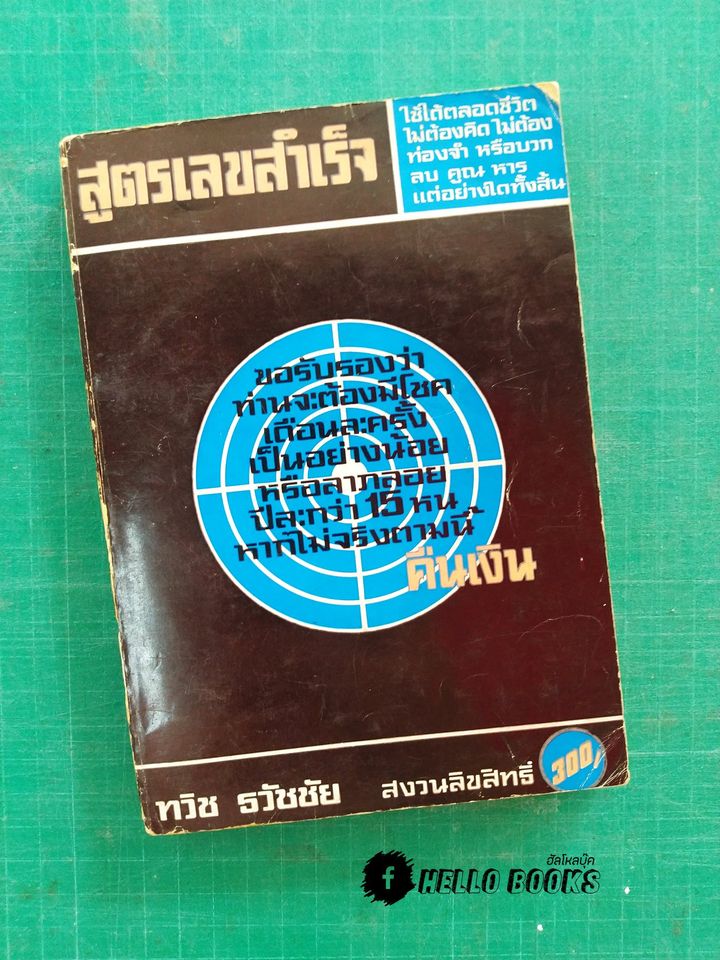 สูตรเลขสำเร็จ
ใช้ได้ตลอดชีวิต
ไม่ต้องคิด ไม่ต้อง
ท่องจำ หรือบวก
ลบ คูณ หาร
แต่อย่างใดทั้งสิ้น
ขอรับรองว่า
ท่านจะต้องมีโชค
เดือนละครั้ง
เป็นอย่างน้อย
หรือลาภลอย
ปีละกว่า 15 หน
หากไม่จริงตามนี้
คืนเงิน
ทวิช ธวัชชัย สงวนลิขสิทธิ์ 300/
ฮัลโหลบุ๊ค
f HELLO BOOKS